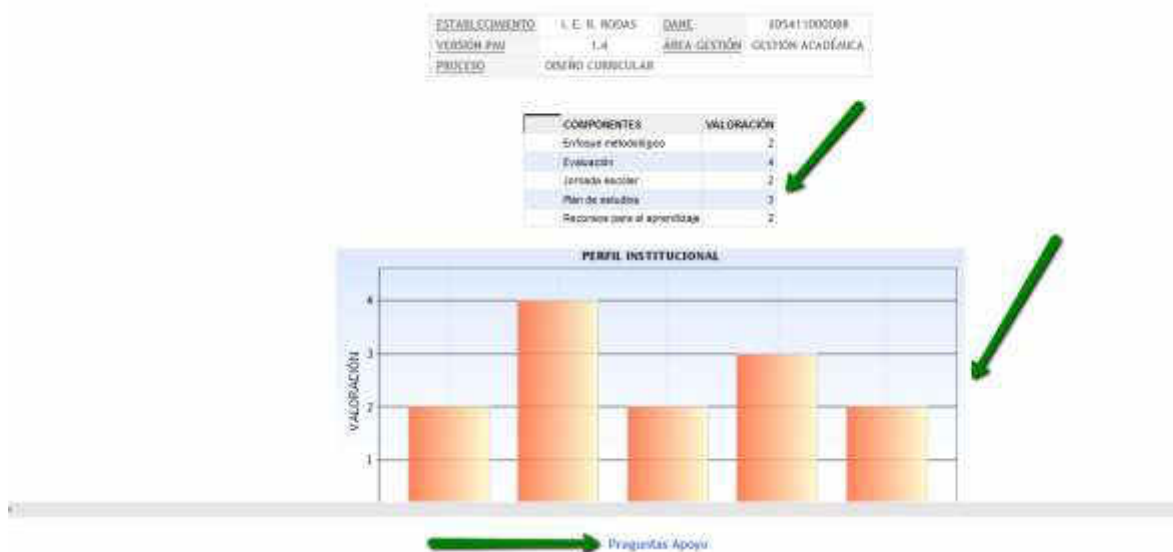 ESTABLECIMIENTO I. E. R. RODAS DANE
VERSIÓN PAU 1.4 ÁREA GESTIÓN GESTIÓN ACADÉMICA
PROCESO DISEÑO CURRICULAR
COMPONENTES VALORACIÓN
Enfoque metodológico 2
Evaluación 4
Jornada escolar 2
Plan de estudios 3
Recursos para el aprendizaje 2
PERFIL INSTITUCIONAL
4
3
VALORACIÓN
2
1
Preguntas Apoyo